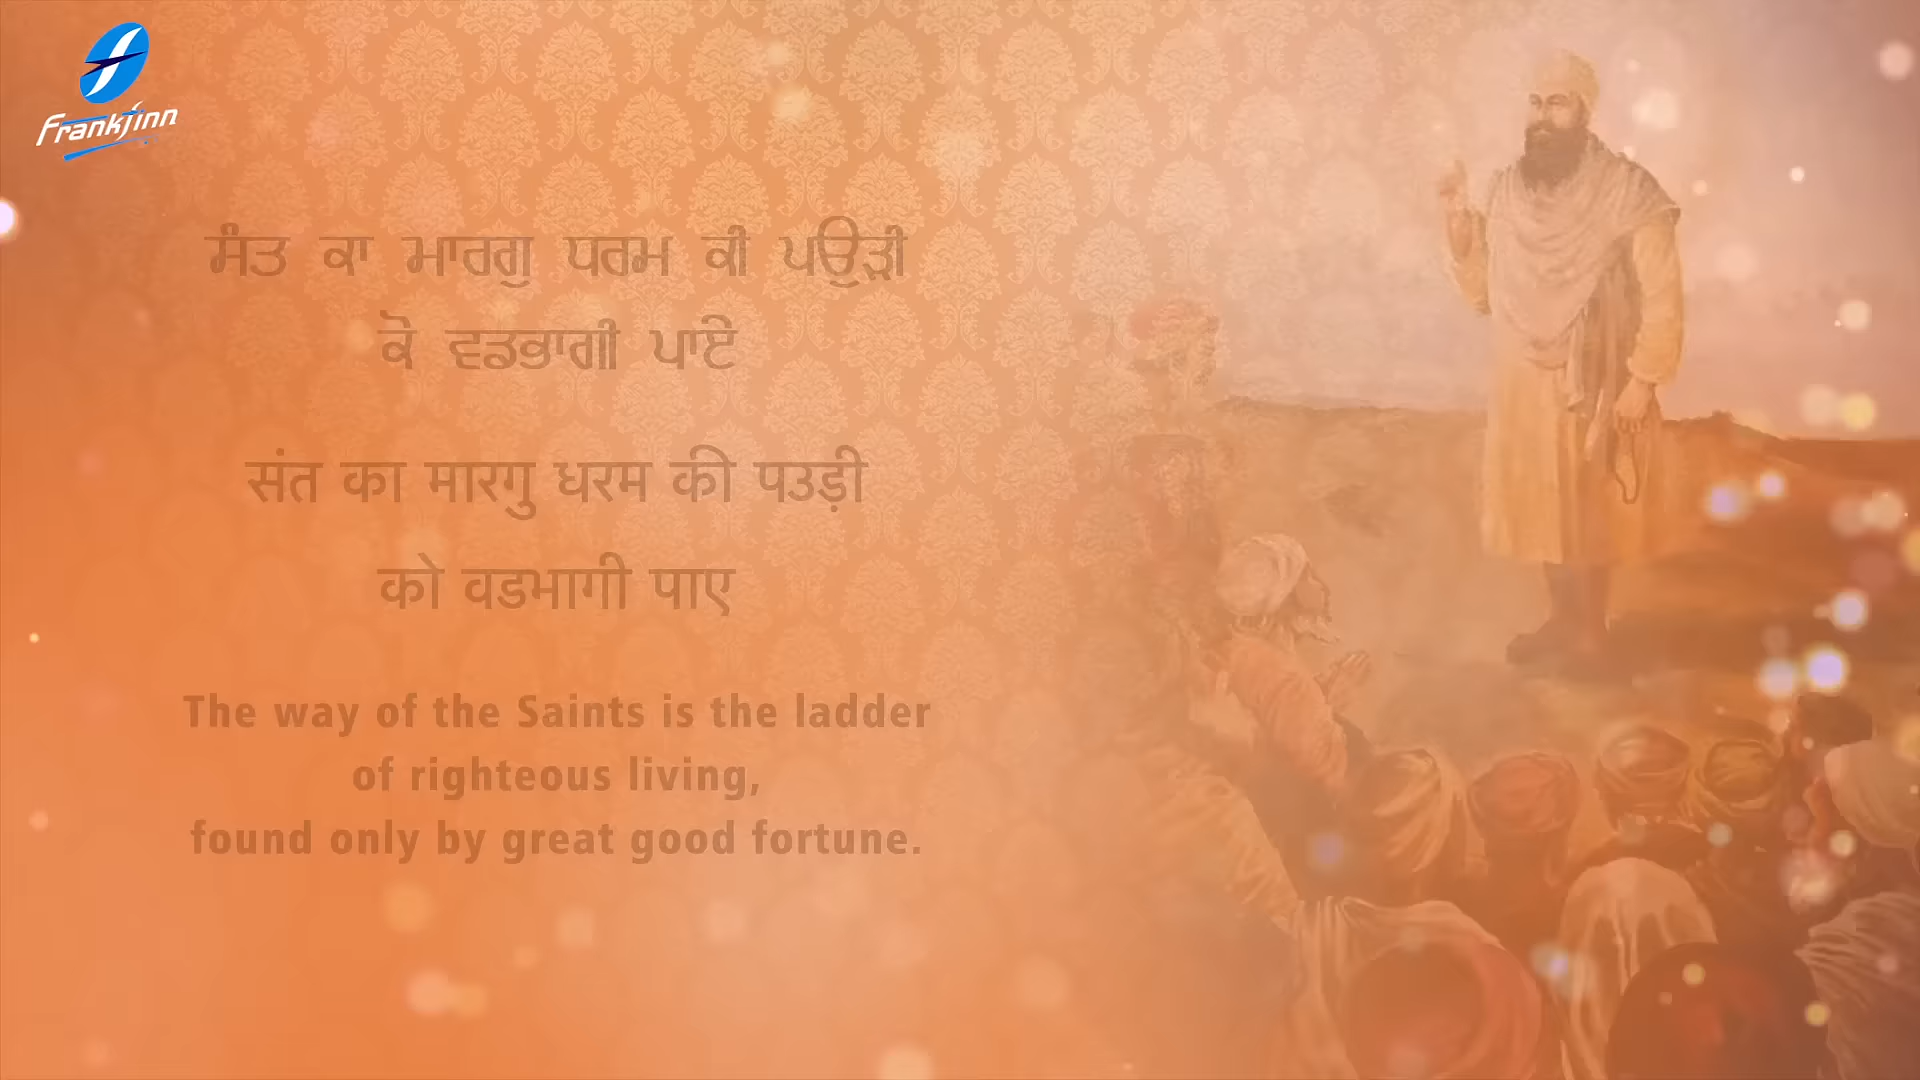 Frankfinn
ਸੰਤ ਕਾ ਮਾਰਗੁ ਧਰਮ ਕੀ ਪਉੜੀ
ਕੋ ਵਡਭਾਗੀ ਪਾਏ
संत का मारगु धरम की पउड़ी
को वडभागी पाए
The way of the Saints is the ladder
of righteous living,
found only by great good fortune.